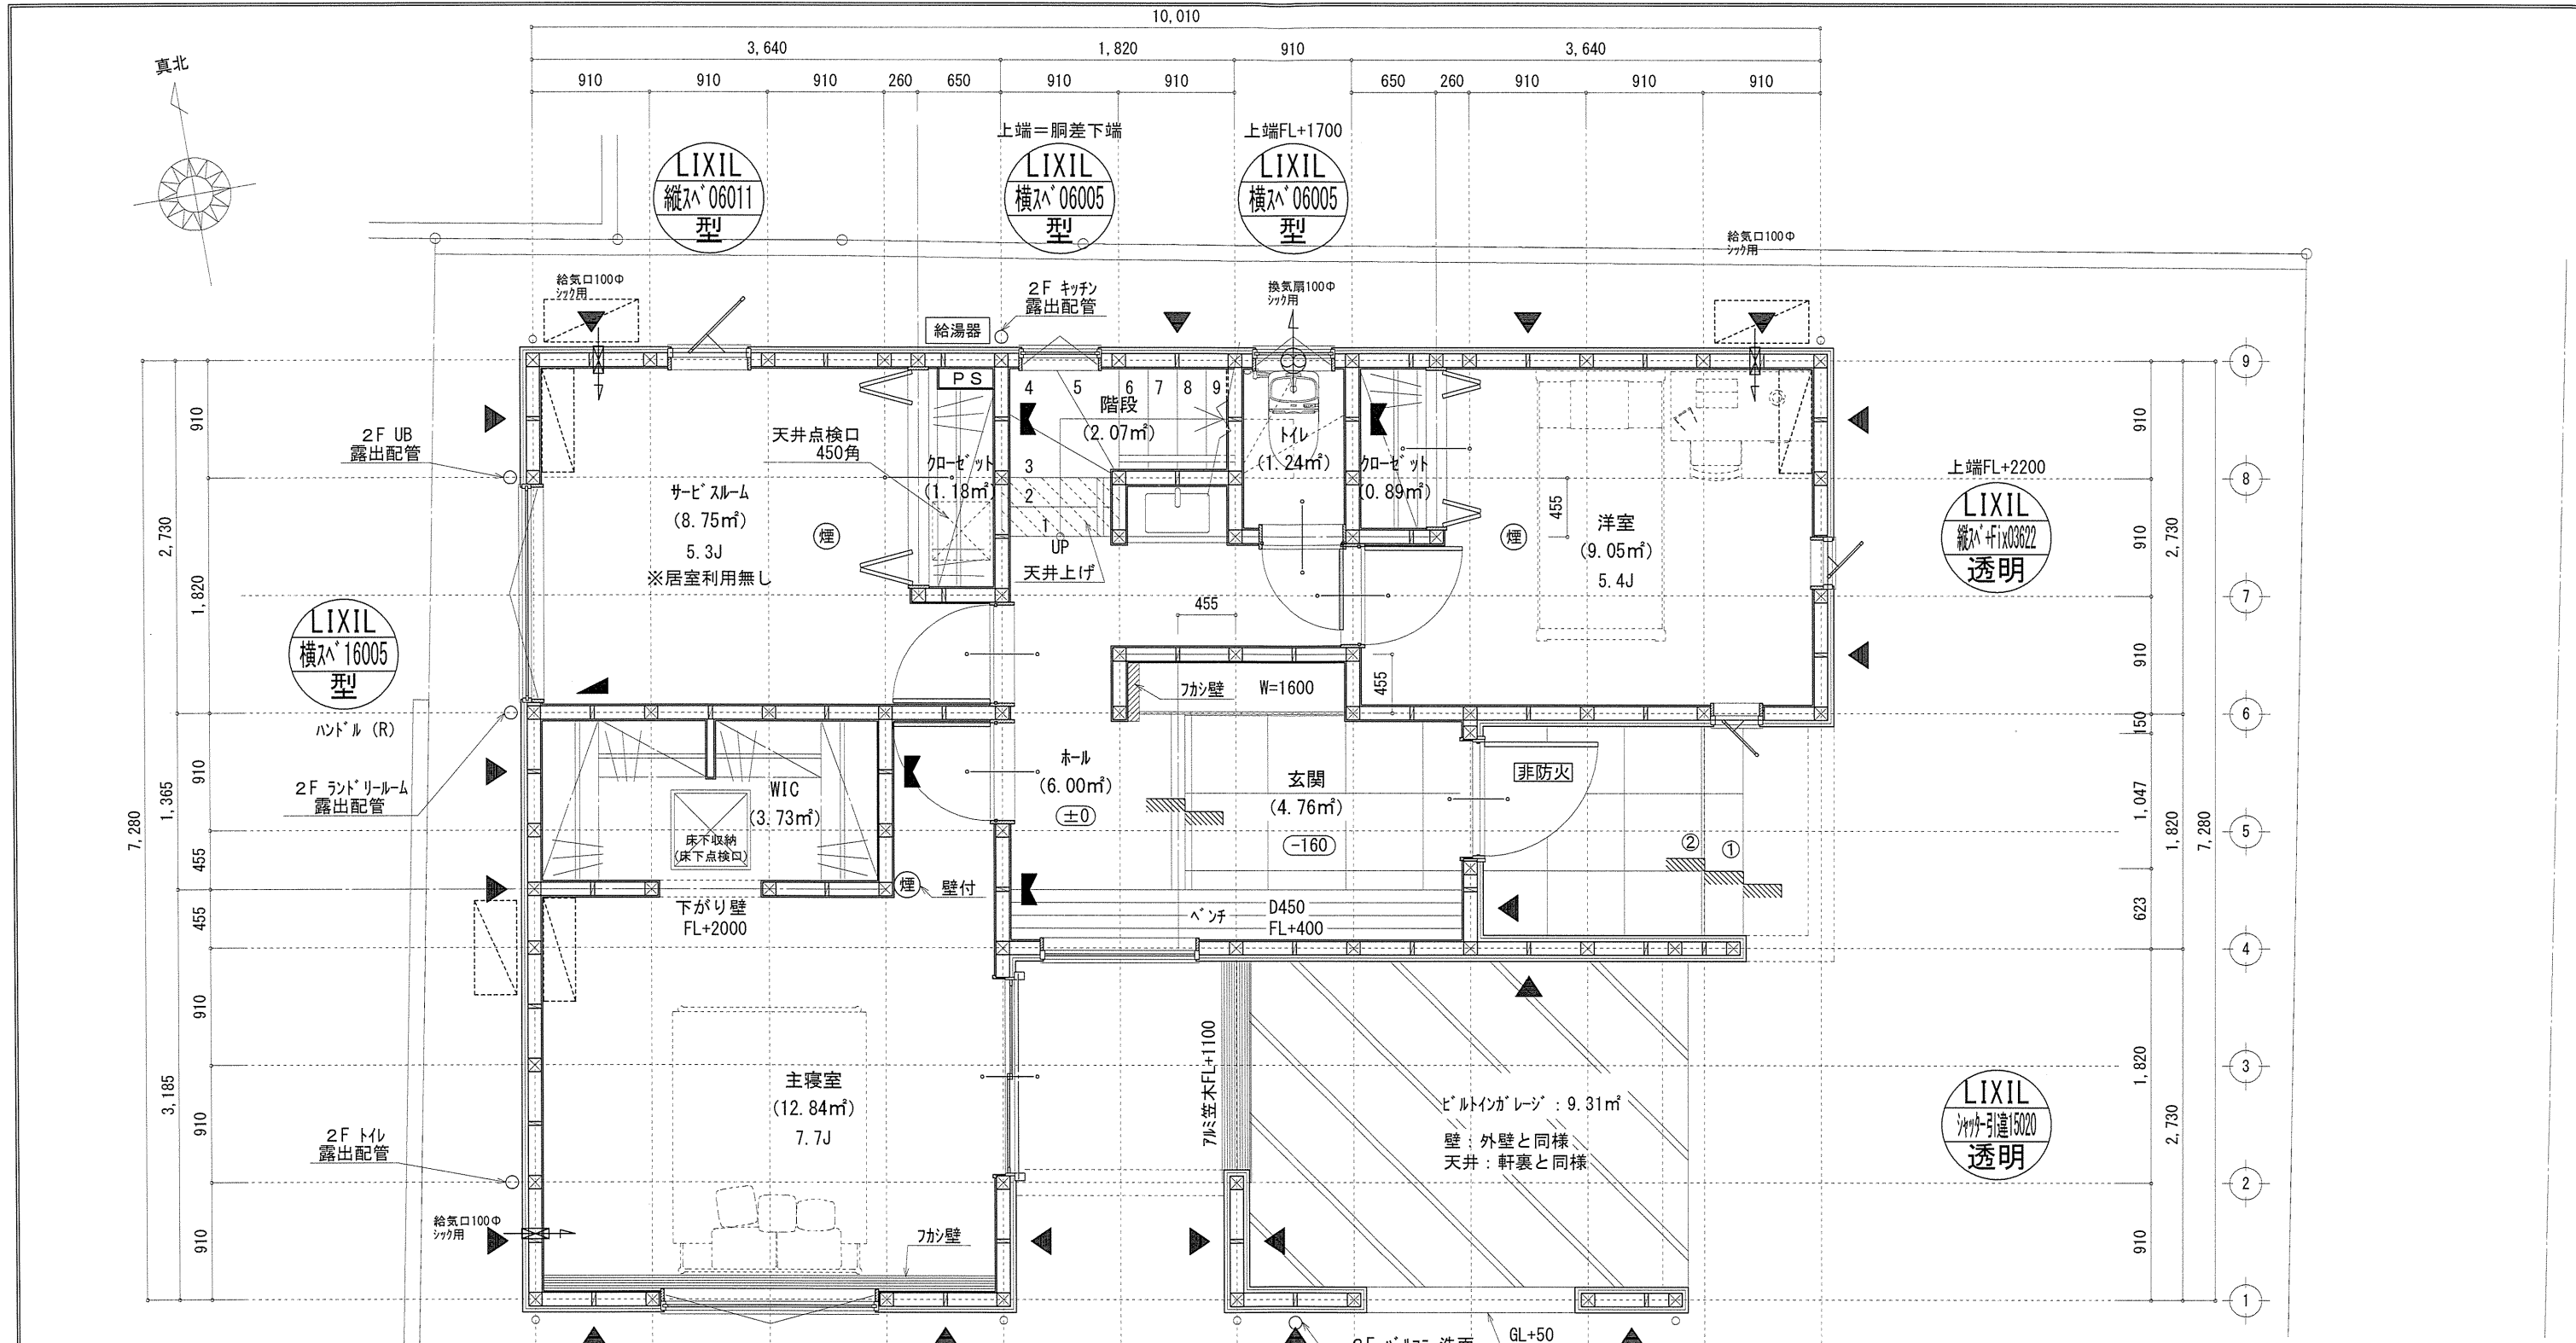 10,010
3,640
1,820
910
3,640
910
910
910
260
650
910
910
650
260
910
910
910
真北
上端=胴差下端
上端FL+1700
LIXIL
縦スベ06011
型
LIXIL
横スベ06005
型
LIXIL
横スベ06005
型
給気口100Φ
シック用
給気口100Φ
シック用
2F キッチン
露出配管
換気扇100Φ
シック用
給湯器
PS
4
5
6
7
8
9
階段
(2.07㎡)
3
2
1
UP
天井上げ
トイレ
(1.24㎡)
クローゼット
(0.89㎡)
天井点検口
450角
クローゼット
(1.18㎡)
サービスルーム
(8.75㎡)
5.3J
※居室利用無し
煙
煙
洋室
(9.05㎡)
5.4J
455
455
455
2F UB
露出配管
上端FL+2200
LIXIL
縦スベ+Fix03622
透明
LIXIL
横スベ16005
型
ハンドル (R)
2F ランドリールーム
露出配管
フカシ壁
W=1600
WIC
(3.73㎡)
床下収納
(床下点検口)
ホール
(6.00㎡)
±0
玄関
(4.76㎡)
-160
非防火
②
①
煙
壁付
下がり壁
FL+2000
ベンチ
D450
FL+400
主寝室
(12.84㎡)
7.7J
アルミ笠木FL+1100
ビルトインガレージ:9.31㎡
壁:外壁と同様
天井:軒裏と同様
LIXIL
シャッター引違15020
透明
2F トイレ
露出配管
給気口100Φ
シック用
フカシ壁
GL+50
7,280
2,730
1,365
3,185
910
1,820
910
455
455
910
910
910
910
910
910
150
1,047
623
1,820
910
2,730
1,820
2,730
7,280
9
8
7
6
5
4
3
2
1